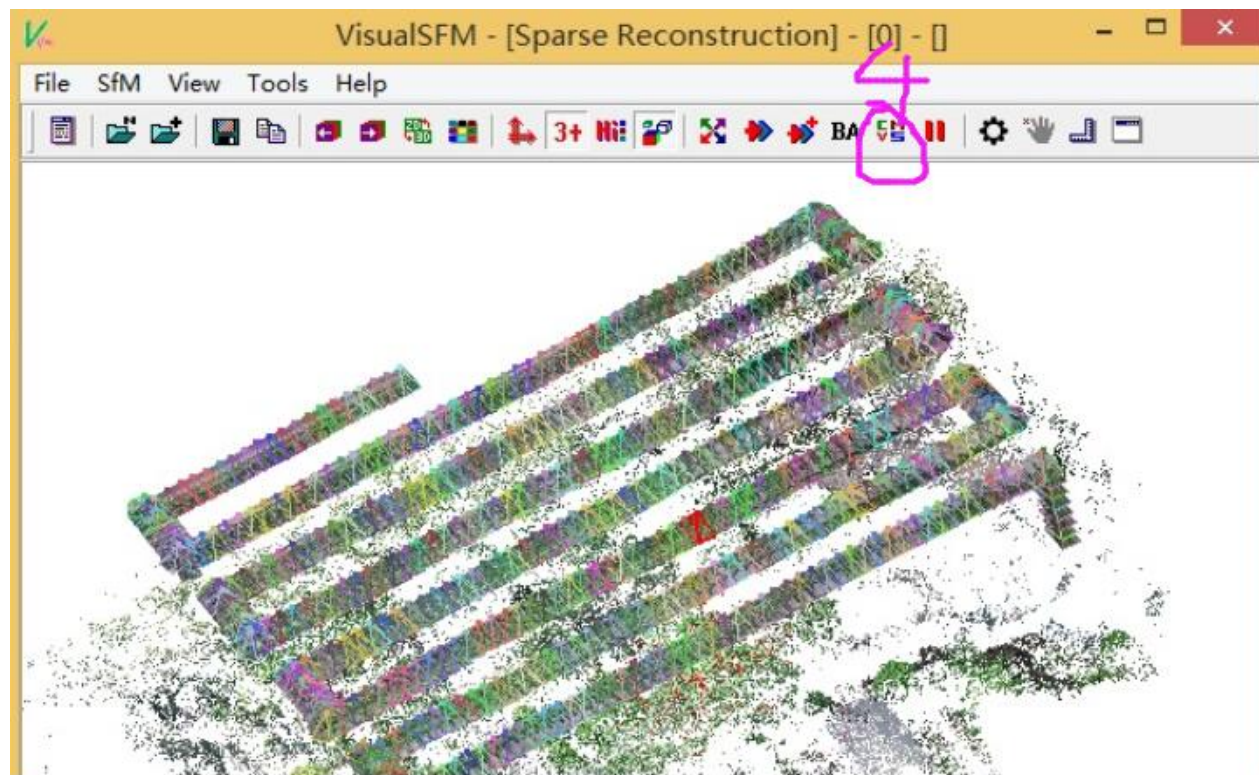 VisualSFM - [Sparse Reconstruction] - [0] - []
File SfM View Tools Help
4
3+ BA